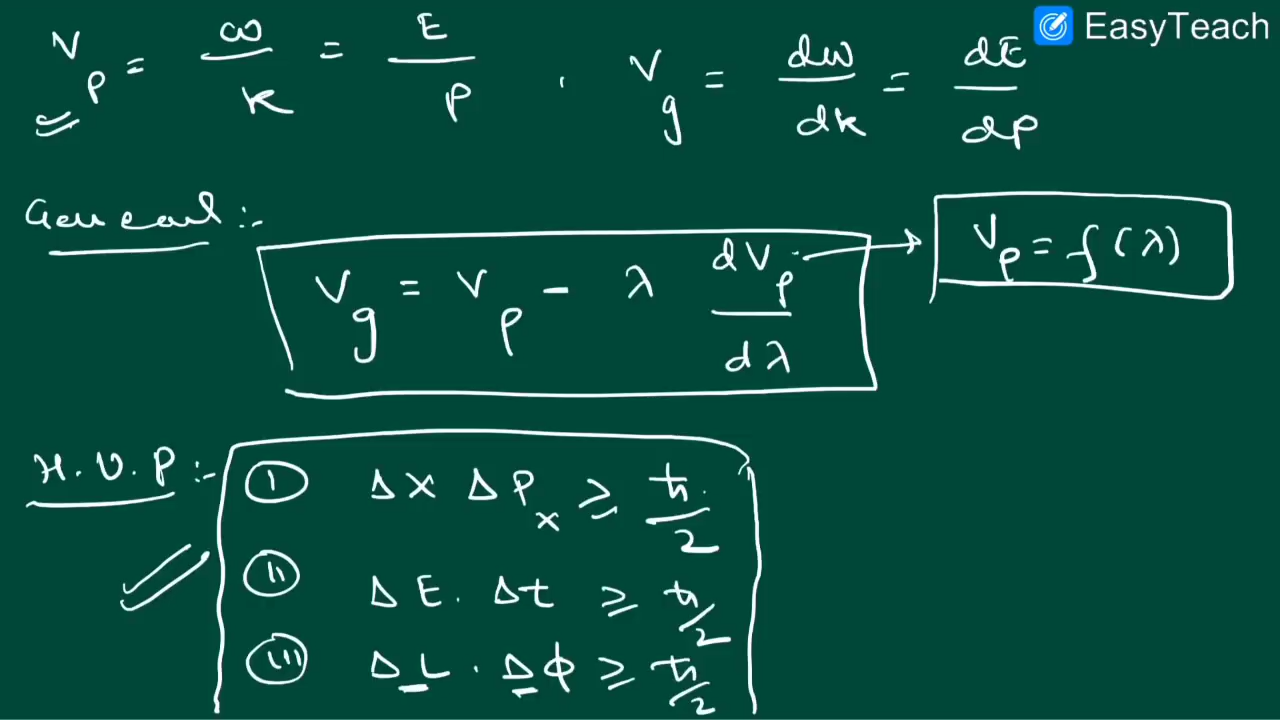 EasyTeach
Vp = ω/k = E/p , Vg = dω/dk = dE/dp
General :-
Vg = Vp - λ dVp/dλ → Vp = f(λ)
H.U.P :- (I) Δx ΔPx ≥ ħ/2
(II) ΔE. Δt ≥ ħ/2
(III) ΔL . Δϕ ≥ ħ/2